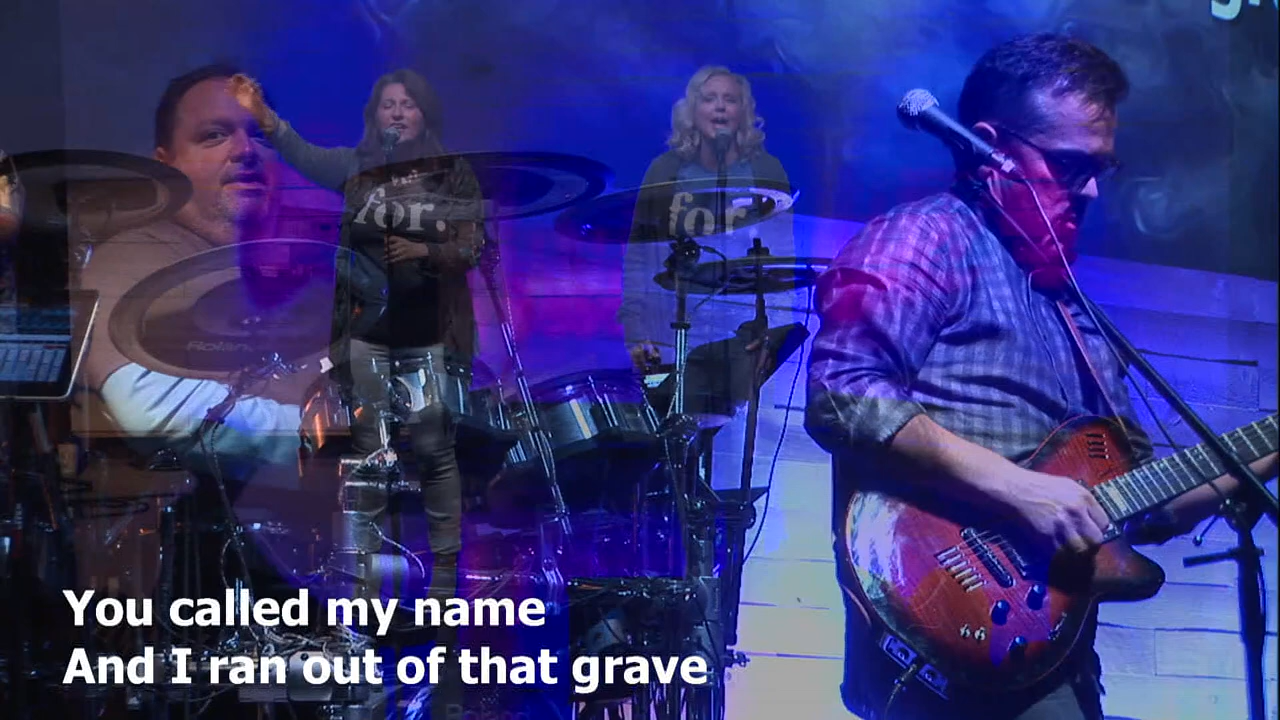 for.
for.
Roland
You called my name
And I ran out of that grave